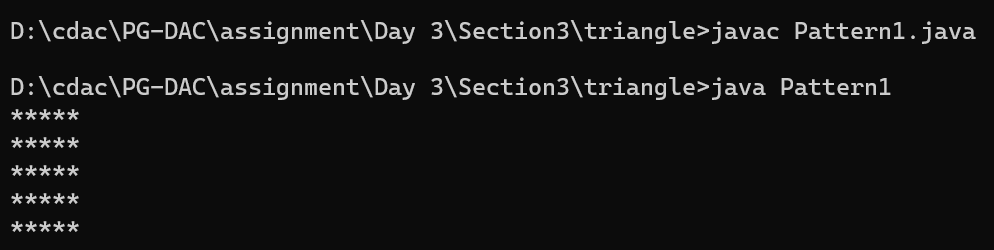 D:\cdac\PG-DAC\assignment\Day 3\Section3\triangle>javac Pattern1.java
D:\cdac\PG-DAC\assignment\Day 3\Section3\triangle>java Pattern1
*****
*****
*****
*****
*****